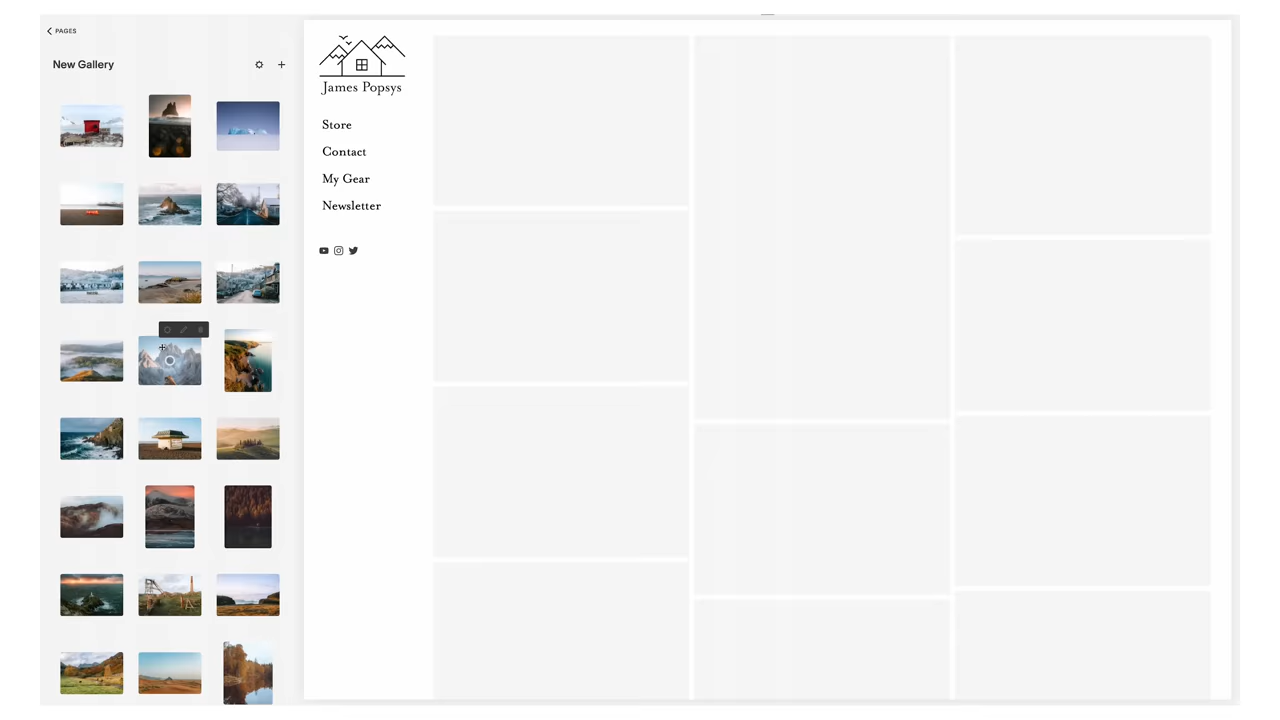 PAGES
New Gallery
James Popsys
Store
Contact
My Gear
Newsletter